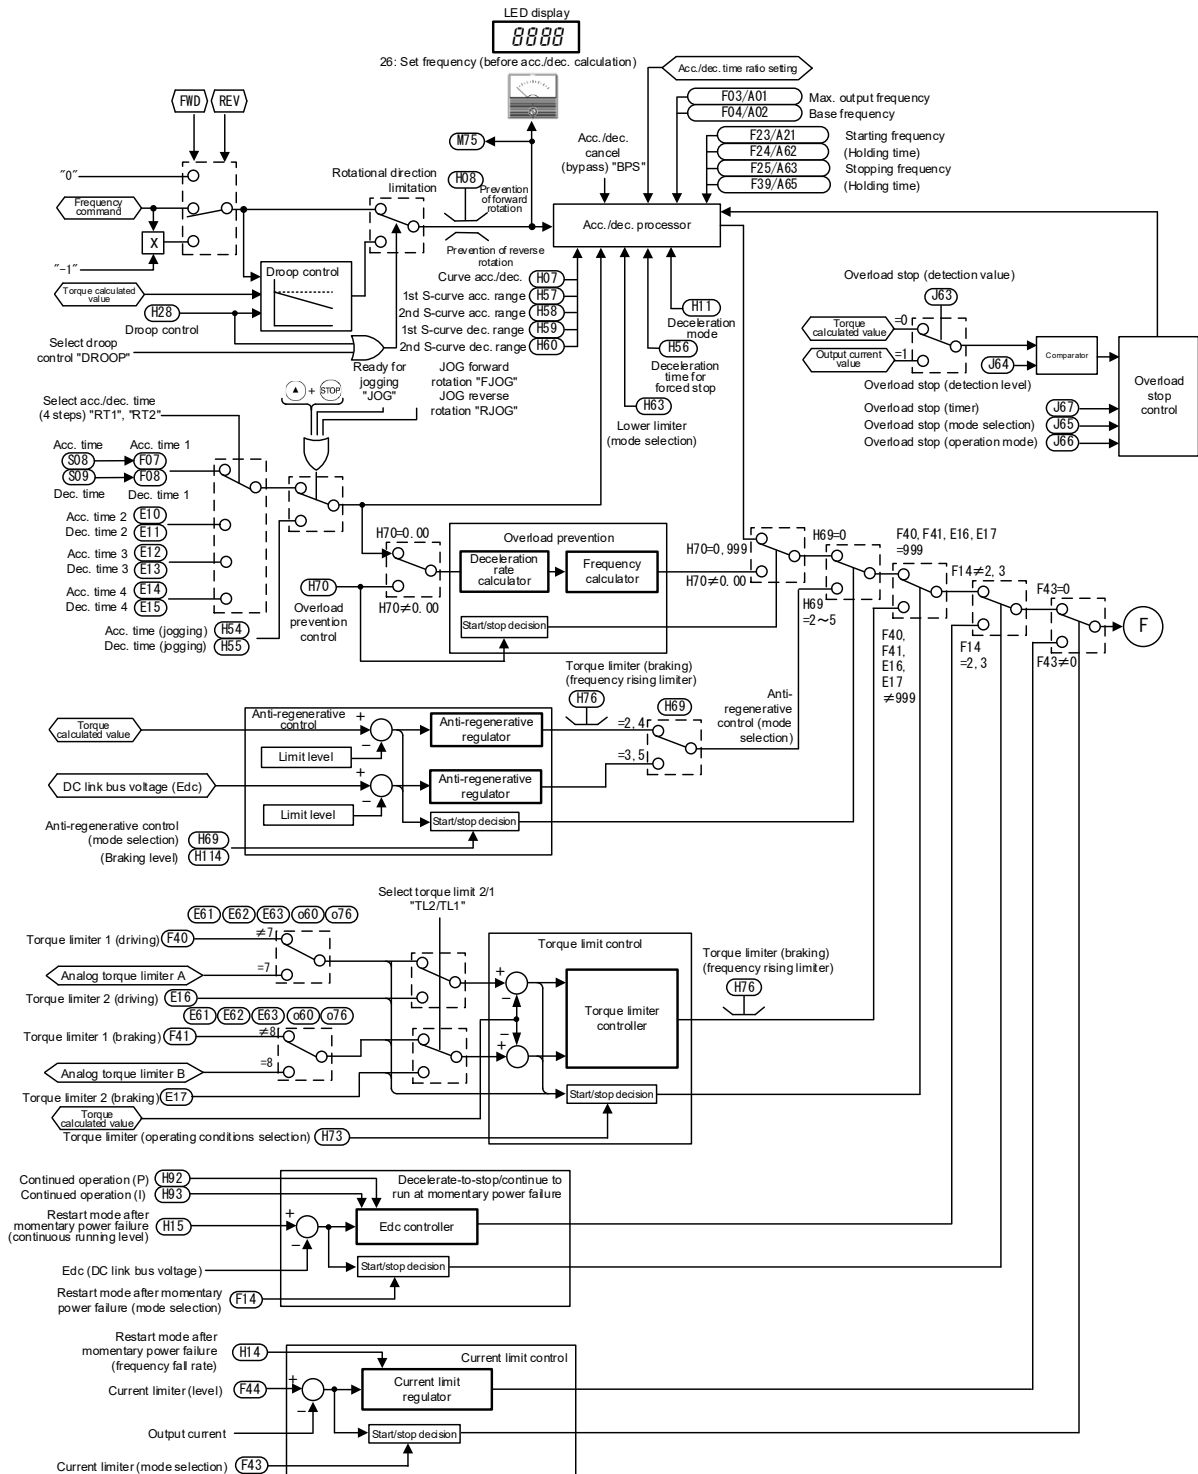 LED display
8888
26: Set frequency (before acc./dec. calculation)
Acc./dec. time ratio setting
F03/A01 Max. output frequency
F04/A02 Base frequency
F23/A21 Starting frequency
F24/A62 (Holding time)
F25/A63 Stopping frequency
F39/A65 (Holding time)
FWD
REV
M75
Acc./dec.
cancel
(bypass) "BPS"
"0"
Rotational direction
limitation
H08
Prevention
of forward
rotation
Frequency
command
X
"-1"
Acc./dec. processor
Prevention of reverse
rotation
Droop control
Torque calculated
value
H28
Droop control
Select droop
control "DROOP"
Curve acc./dec. H07
1st S-curve acc. range H57
2nd S-curve acc. range H58
1st S-curve dec. range H59
2nd S-curve dec. range H60
H11
Deceleration
mode
H56
Deceleration
time for
forced stop
H63
Lower limiter
(mode selection)
Overload stop (detection value)
J63
Torque
calculated value
=0
Output current
value
=1
J64
Comparator
Overload stop (detection level)
Overload
stop
control
Overload stop (timer) J67
Overload stop (mode selection) J65
Overload stop (operation mode) J66
Ready for
jogging
"JOG"
JOG forward
rotation "FJOG"
JOG reverse
rotation "RJOG"
▲ + STOP
Select acc./dec. time
(4 steps) "RT1", "RT2"
Acc. time Acc. time 1
S08 F07
S09 F08
Dec. time Dec. time 1
Acc. time 2 E10
Dec. time 2 E11
Acc. time 3 E12
Dec. time 3 E13
Acc. time 4 E14
Dec. time 4 E15
Acc. time (jogging) H54
Dec. time (jogging) H55
H70=0.00
H70
H70≠0.00
Overload
prevention
control
Overload prevention
Deceleration
rate
calculator
Frequency
calculator
Start/stop decision
H70=0, 999
H70≠0.00
H69=0
H69
=2～5
F40, F41, E16, E17
=999
F40,
F41,
E16,
E17
≠999
F14≠2, 3
F14
=2, 3
F43=0
F43≠0
F
Torque limiter (braking)
(frequency rising limiter)
H76
H69
=2, 4
=3, 5
Anti-
regenerative
control (mode
selection)
Torque
calculated value
Anti-regenerative
control
+
−
Limit level
Anti-regenerative
regulator
DC link bus voltage (Edc)
+
−
Limit level
Anti-regenerative
regulator
Start/stop decision
Anti-regenerative control
(mode selection) H69
(Braking level) H114
Select torque limit 2/1
"TL2/TL1"
E61 E62 E63 o60 o76
Torque limiter 1 (driving) F40
≠7
Analog torque limiter A
=7
Torque limiter 2 (driving) E16
E61 E62 E63 o60 o76
Torque limiter 1 (braking) F41
≠8
Analog torque limiter B
=8
Torque limiter 2 (braking) E17
Torque
calculated value
Torque limiter (operating conditions selection) H73
Torque limit control
+
−
−
+
Torque limiter
controller
Start/stop decision
Torque limiter (braking)
(frequency rising limiter)
H76
Continued operation (P) H92
Continued operation (I) H93
Decelerate-to-stop/continue to
run at momentary power failure
Restart mode after
momentary power failure
(continuous running level)
H15
+
−
Edc controller
Edc (DC link bus voltage)
Start/stop decision
Restart mode after momentary
power failure (mode selection)
F14
Restart mode after
momentary power failure
(frequency fall rate)
H14
Current limit control
Current limiter (level) F44
+
−
Current limit
regulator
Output current
Start/stop decision
Current limiter (mode selection) F43